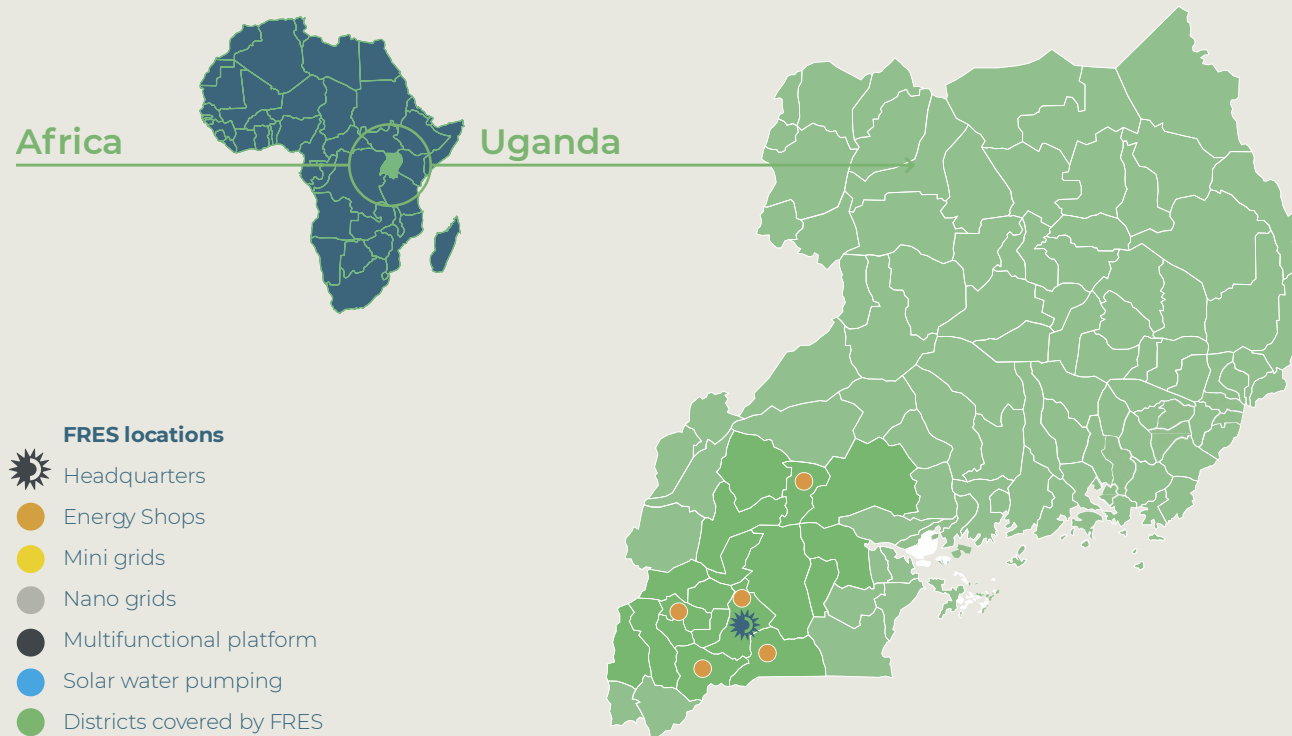 Africa
Uganda
FRES locations
Headquarters
Energy Shops
Mini grids
Nano grids
Multifunctional platform
Solar water pumping
Districts covered by FRES